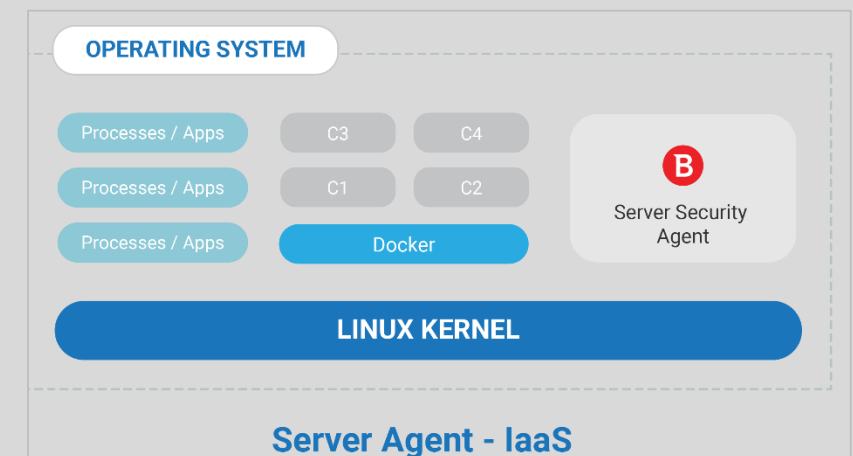 OPERATING SYSTEM
Processes / Apps
C3
C4
Processes / Apps
C1
C2
Processes / Apps
Docker
B
Server Security
Agent
LINUX KERNEL
Server Agent - IaaS